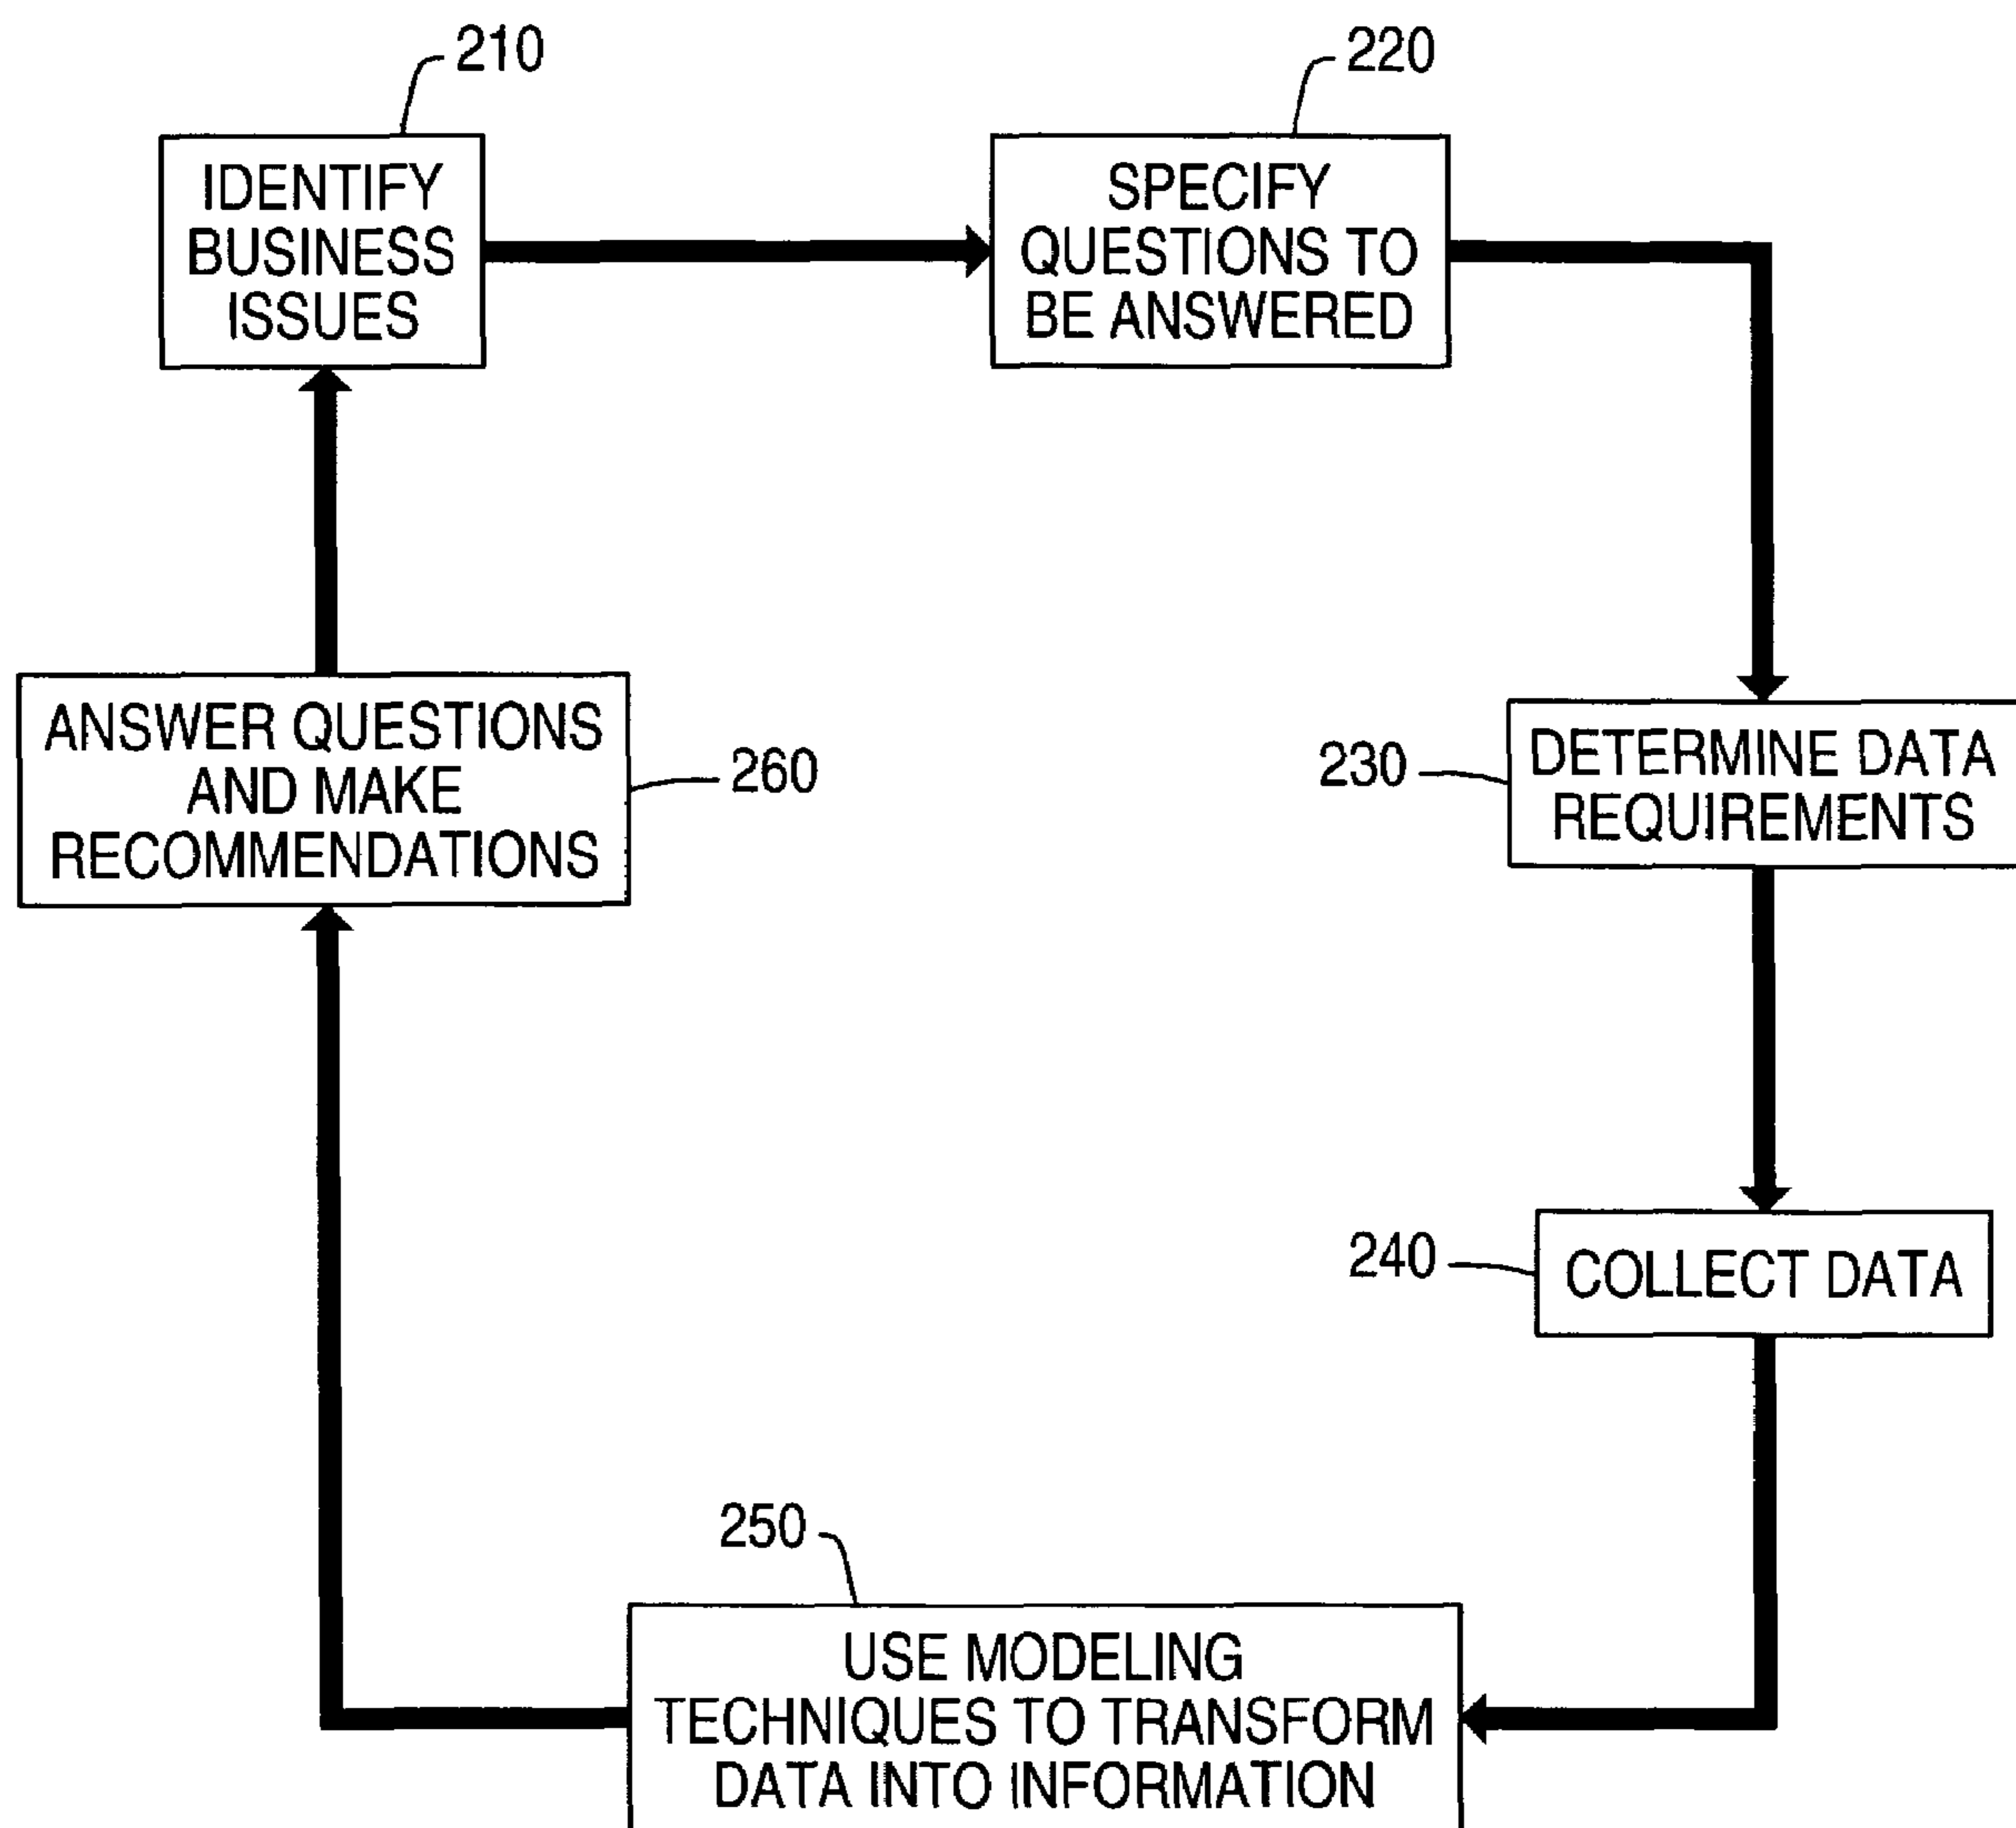 210
IDENTIFY
BUSINESS
ISSUES
220
SPECIFY
QUESTIONS TO
BE ANSWERED
ANSWER QUESTIONS
AND MAKE
RECOMMENDATIONS
260
230
DETERMINE DATA
REQUIREMENTS
240
COLLECT DATA
250
USE MODELING
TECHNIQUES TO TRANSFORM
DATA INTO INFORMATION